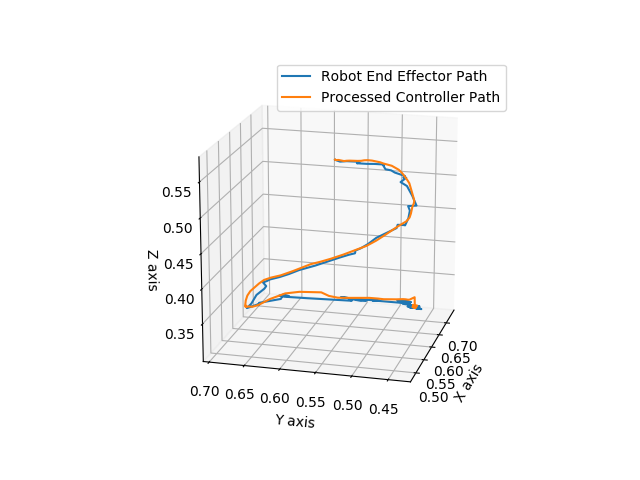 Robot End Effector Path
Processed Controller Path
0.55
0.50
0.45
0.40
0.35
Z axis
0.70 0.65 0.60 0.55 0.50 0.45
Y axis
0.70
0.65
0.60
0.55
0.50
X axis